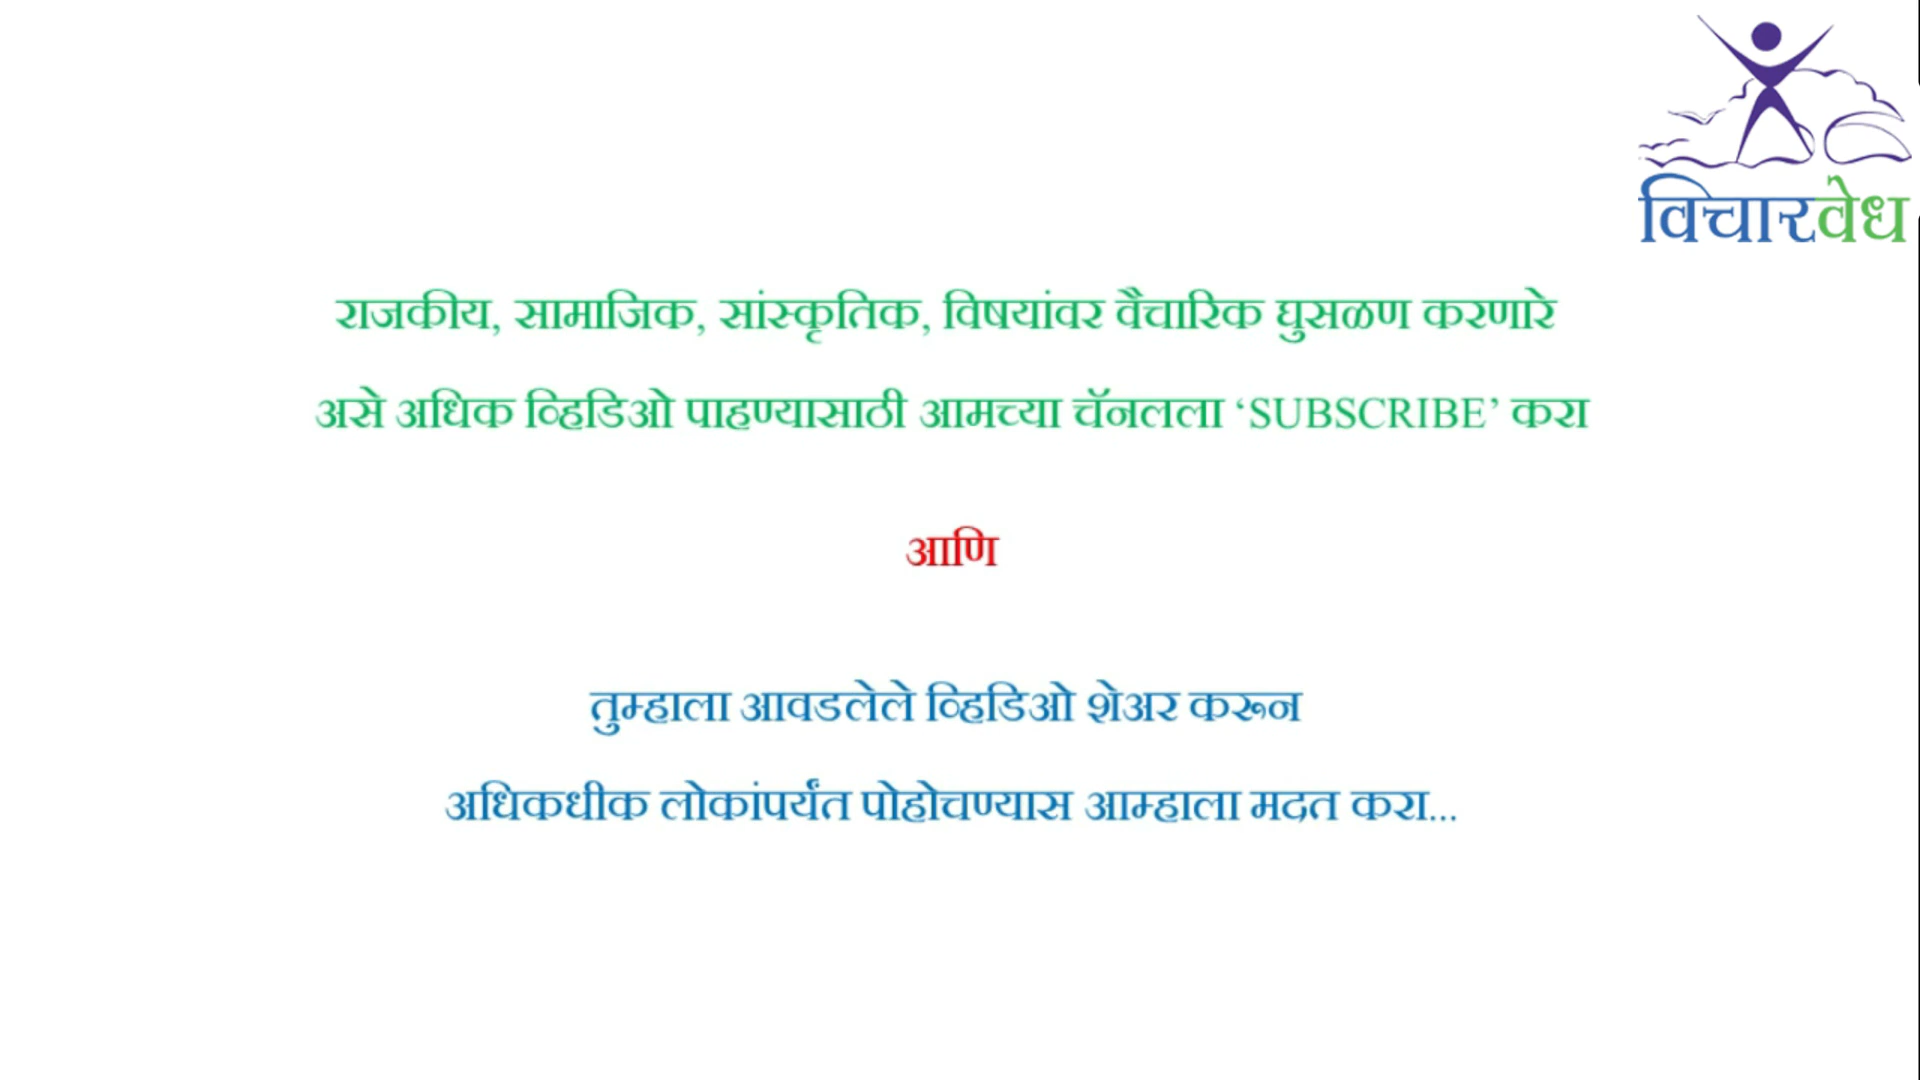 विचारवेध
राजकीय, सामाजिक, सांस्कृतिक, विषयांवर वैचारिक घुसळण करणारे
असे अधिक व्हिडिओ पाहण्यासाठी आमच्या चॅनलला ‘SUBSCRIBE’ करा
आणि
तुम्हाला आवडलेले व्हिडिओ शेअर करून
अधिकधीक लोकांपर्यंत पोहोचण्यास आम्हाला मदत करा...